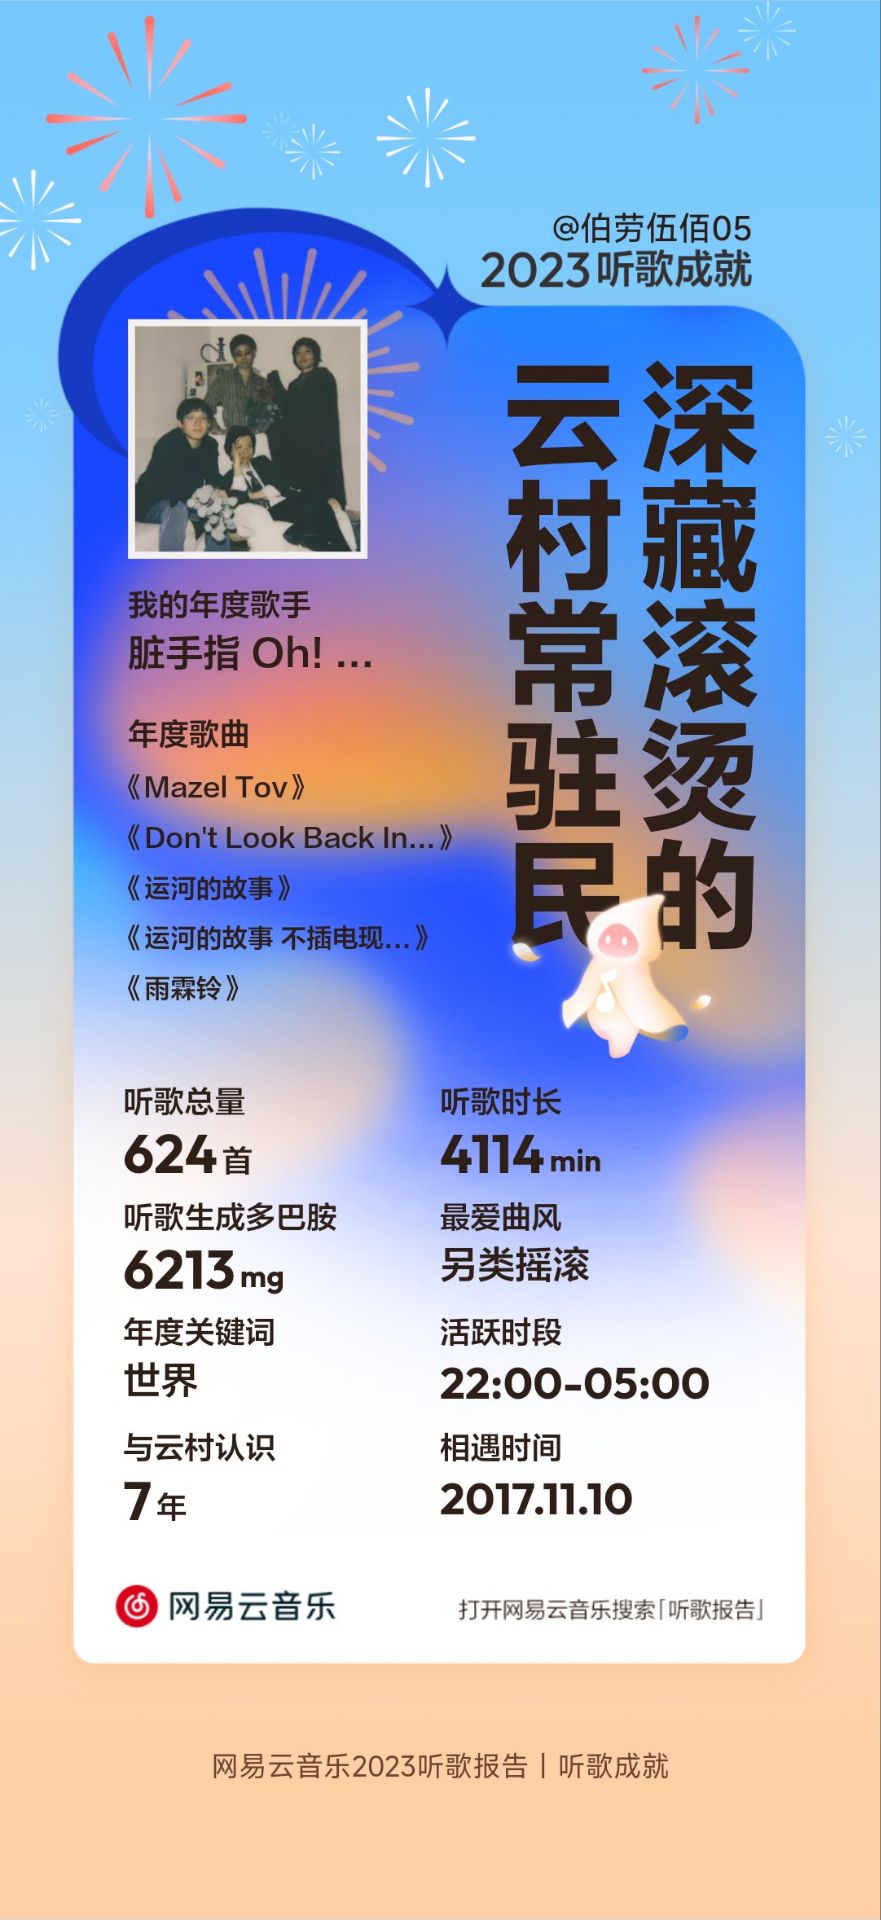 @伯劳伍佰05
2023听歌成就
深藏滚烫的
云村常驻民
我的年度歌手
脏手指 Oh! ...
年度歌曲
《Mazel Tov》
《Don't Look Back In...》
《运河的故事》
《运河的故事 不插电现...》
《雨霖铃》
听歌总量
624首
听歌时长
4114min
听歌生成多巴胺
6213mg
最爱曲风
另类摇滚
年度关键词
世界
活跃时段
22:00-05:00
与云村认识
7年
相遇时间
2017.11.10
网易云音乐
打开网易云音乐搜索「听歌报告」
网易云音乐2023听歌报告丨听歌成就